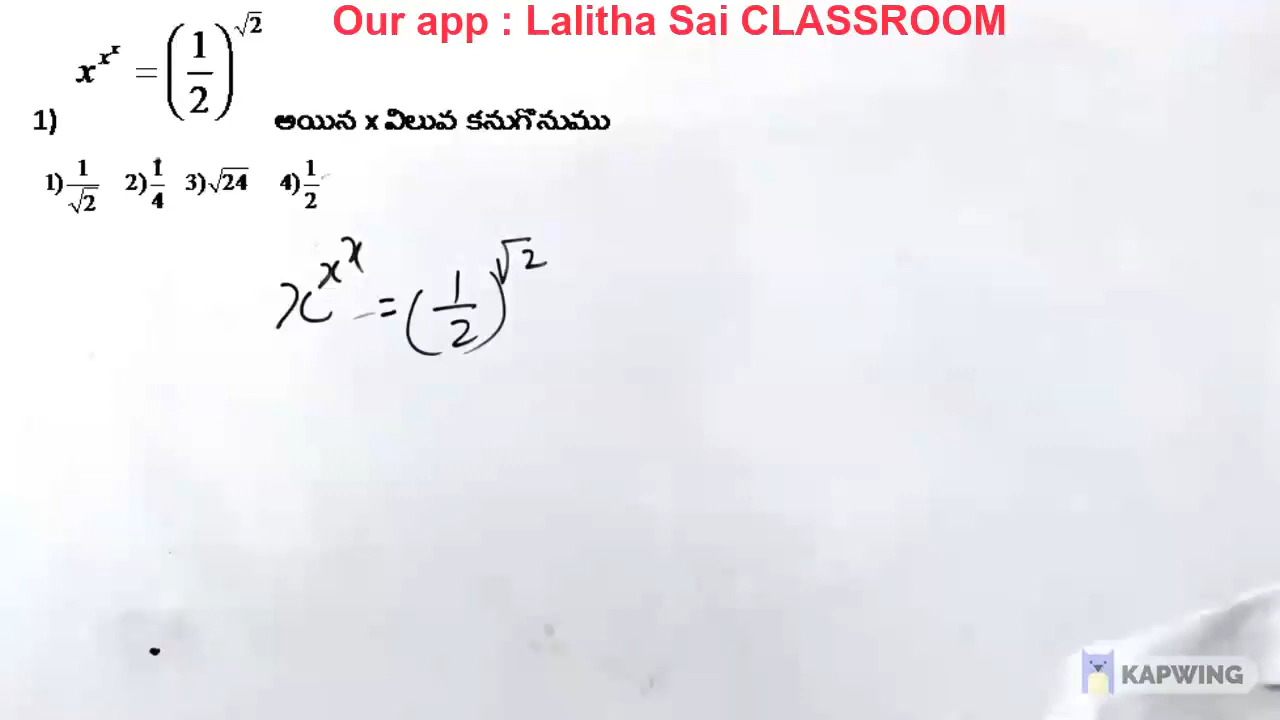 Our app : Lalitha Sai CLASSROOM
1) x^{x^x} = (1/2)^{√2} అయిన x విలువ కనుగొనుము
1) 1/√2 2) 1/4 3) √24 4) 1/2
x^{x^x} = (1/2)^{√2}
KAPWING